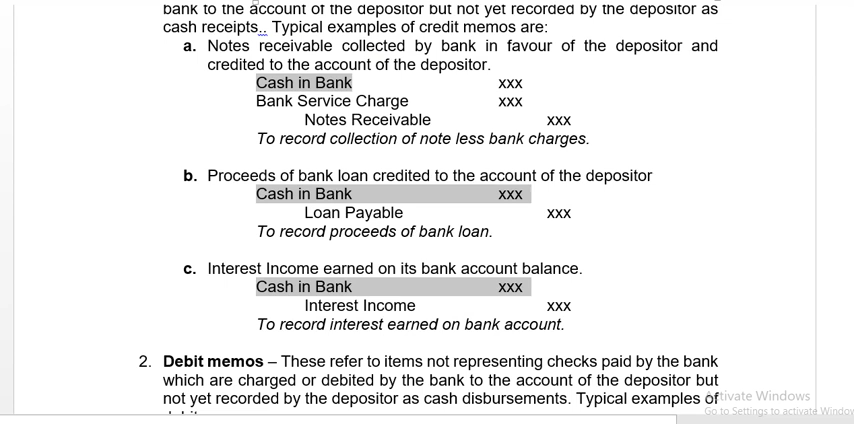 bank to the account of the depositor but not yet recorded by the depositor as
cash receipts.. Typical examples of credit memos are:
a. Notes receivable collected by bank in favour of the depositor and
credited to the account of the depositor.
Cash in Bank xxx
Bank Service Charge xxx
Notes Receivable xxx
To record collection of note less bank charges.
b. Proceeds of bank loan credited to the account of the depositor
Cash in Bank xxx
Loan Payable xxx
To record proceeds of bank loan.
c. Interest Income earned on its bank account balance.
Cash in Bank xxx
Interest Income xxx
To record interest earned on bank account.
2. Debit memos – These refer to items not representing checks paid by the bank
which are charged or debited by the bank to the account of the depositor but
not yet recorded by the depositor as cash disbursements. Typical examples of
Activate Windows
Go to Settings to activate Window